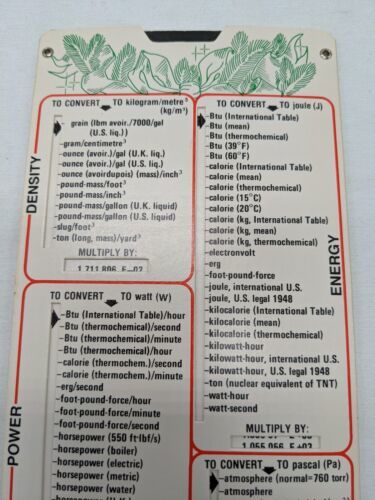 TO CONVERT TO kilogram/metre³
(kg/m³)
grain (lbm avoir./7000/gal
(U.S. liq.))
gram/centimetre³
ounce (avoir.)/gal (U.K. liq.)
ounce (avoir.)/gal (U.S. liq.)
ounce (avoirdupois) (mass)/inch³
pound-mass/foot³
pound-mass/inch³
pound-mass/gallon (U.K. liquid)
pound-mass/gallon (U.S. liquid)
slug/foot³
ton (long, mass)/yard³
MULTIPLY BY:
1.711 806 E-02
DENSITY
TO CONVERT TO joule (J)
Btu (International Table)
Btu (mean)
Btu (thermochemical)
Btu (39°F)
Btu (60°F)
calorie (International Table)
calorie (mean)
calorie (thermochemical)
calorie (15°C)
calorie (20°C)
calorie (kg, International Table)
calorie (kg, mean)
calorie (kg, thermochemical)
electronvolt
erg
foot-pound-force
joule, international U.S.
joule, U.S. legal 1948
kilocalorie (International Table)
kilocalorie (mean)
kilocalorie (thermochemical)
kilowatt-hour
kilowatt-hour, international U.S.
kilowatt-hour, U.S. legal 1948
ton (nuclear equivalent of TNT)
watt-hour
watt-second
MULTIPLY BY:
1.055 056 E+03
ENERGY
TO CONVERT TO watt (W)
Btu (International Table)/hour
Btu (thermochemical)/second
Btu (thermochemical)/minute
Btu (thermochemical)/hour
calorie (thermochem.)/second
calorie (thermochem.)/minute
erg/second
foot-pound-force/hour
foot-pound-force/minute
foot-pound-force/second
horsepower (550 ft·lbf/s)
horsepower (boiler)
horsepower (electric)
horsepower (metric)
horsepower (water)
POWER
TO CONVERT TO pascal (Pa)
atmosphere (normal=760 torr)